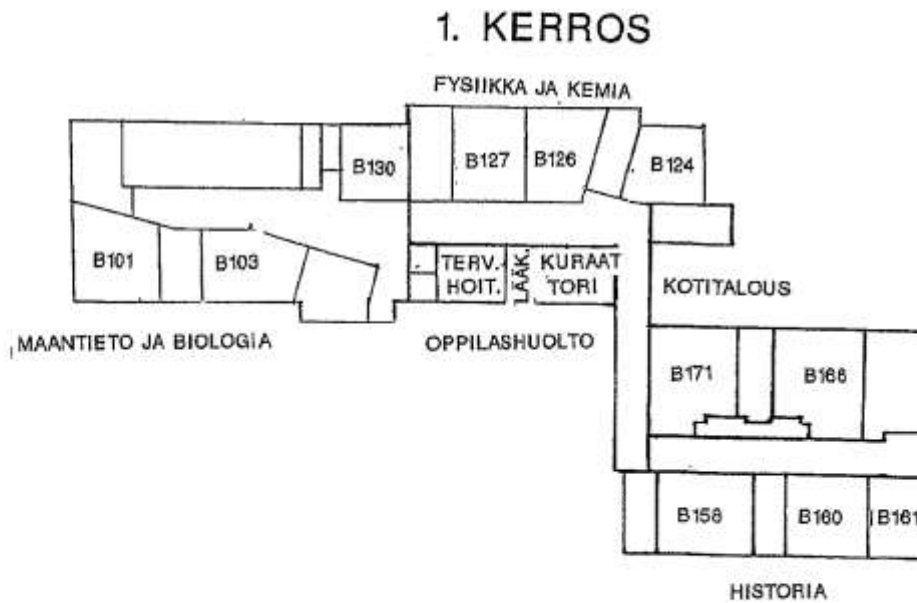 1. KERROS
FYSIIKKA JA KEMIA
B130
B127
B126
B124
B101
B103
TERV.
HOIT.
LÄÄK.
KURAAT
TORI
KOTITALOUS
MAANTIETO JA BIOLOGIA
OPPILASHUOLTO
B171
B166
B158
B160
B161
HISTORIA